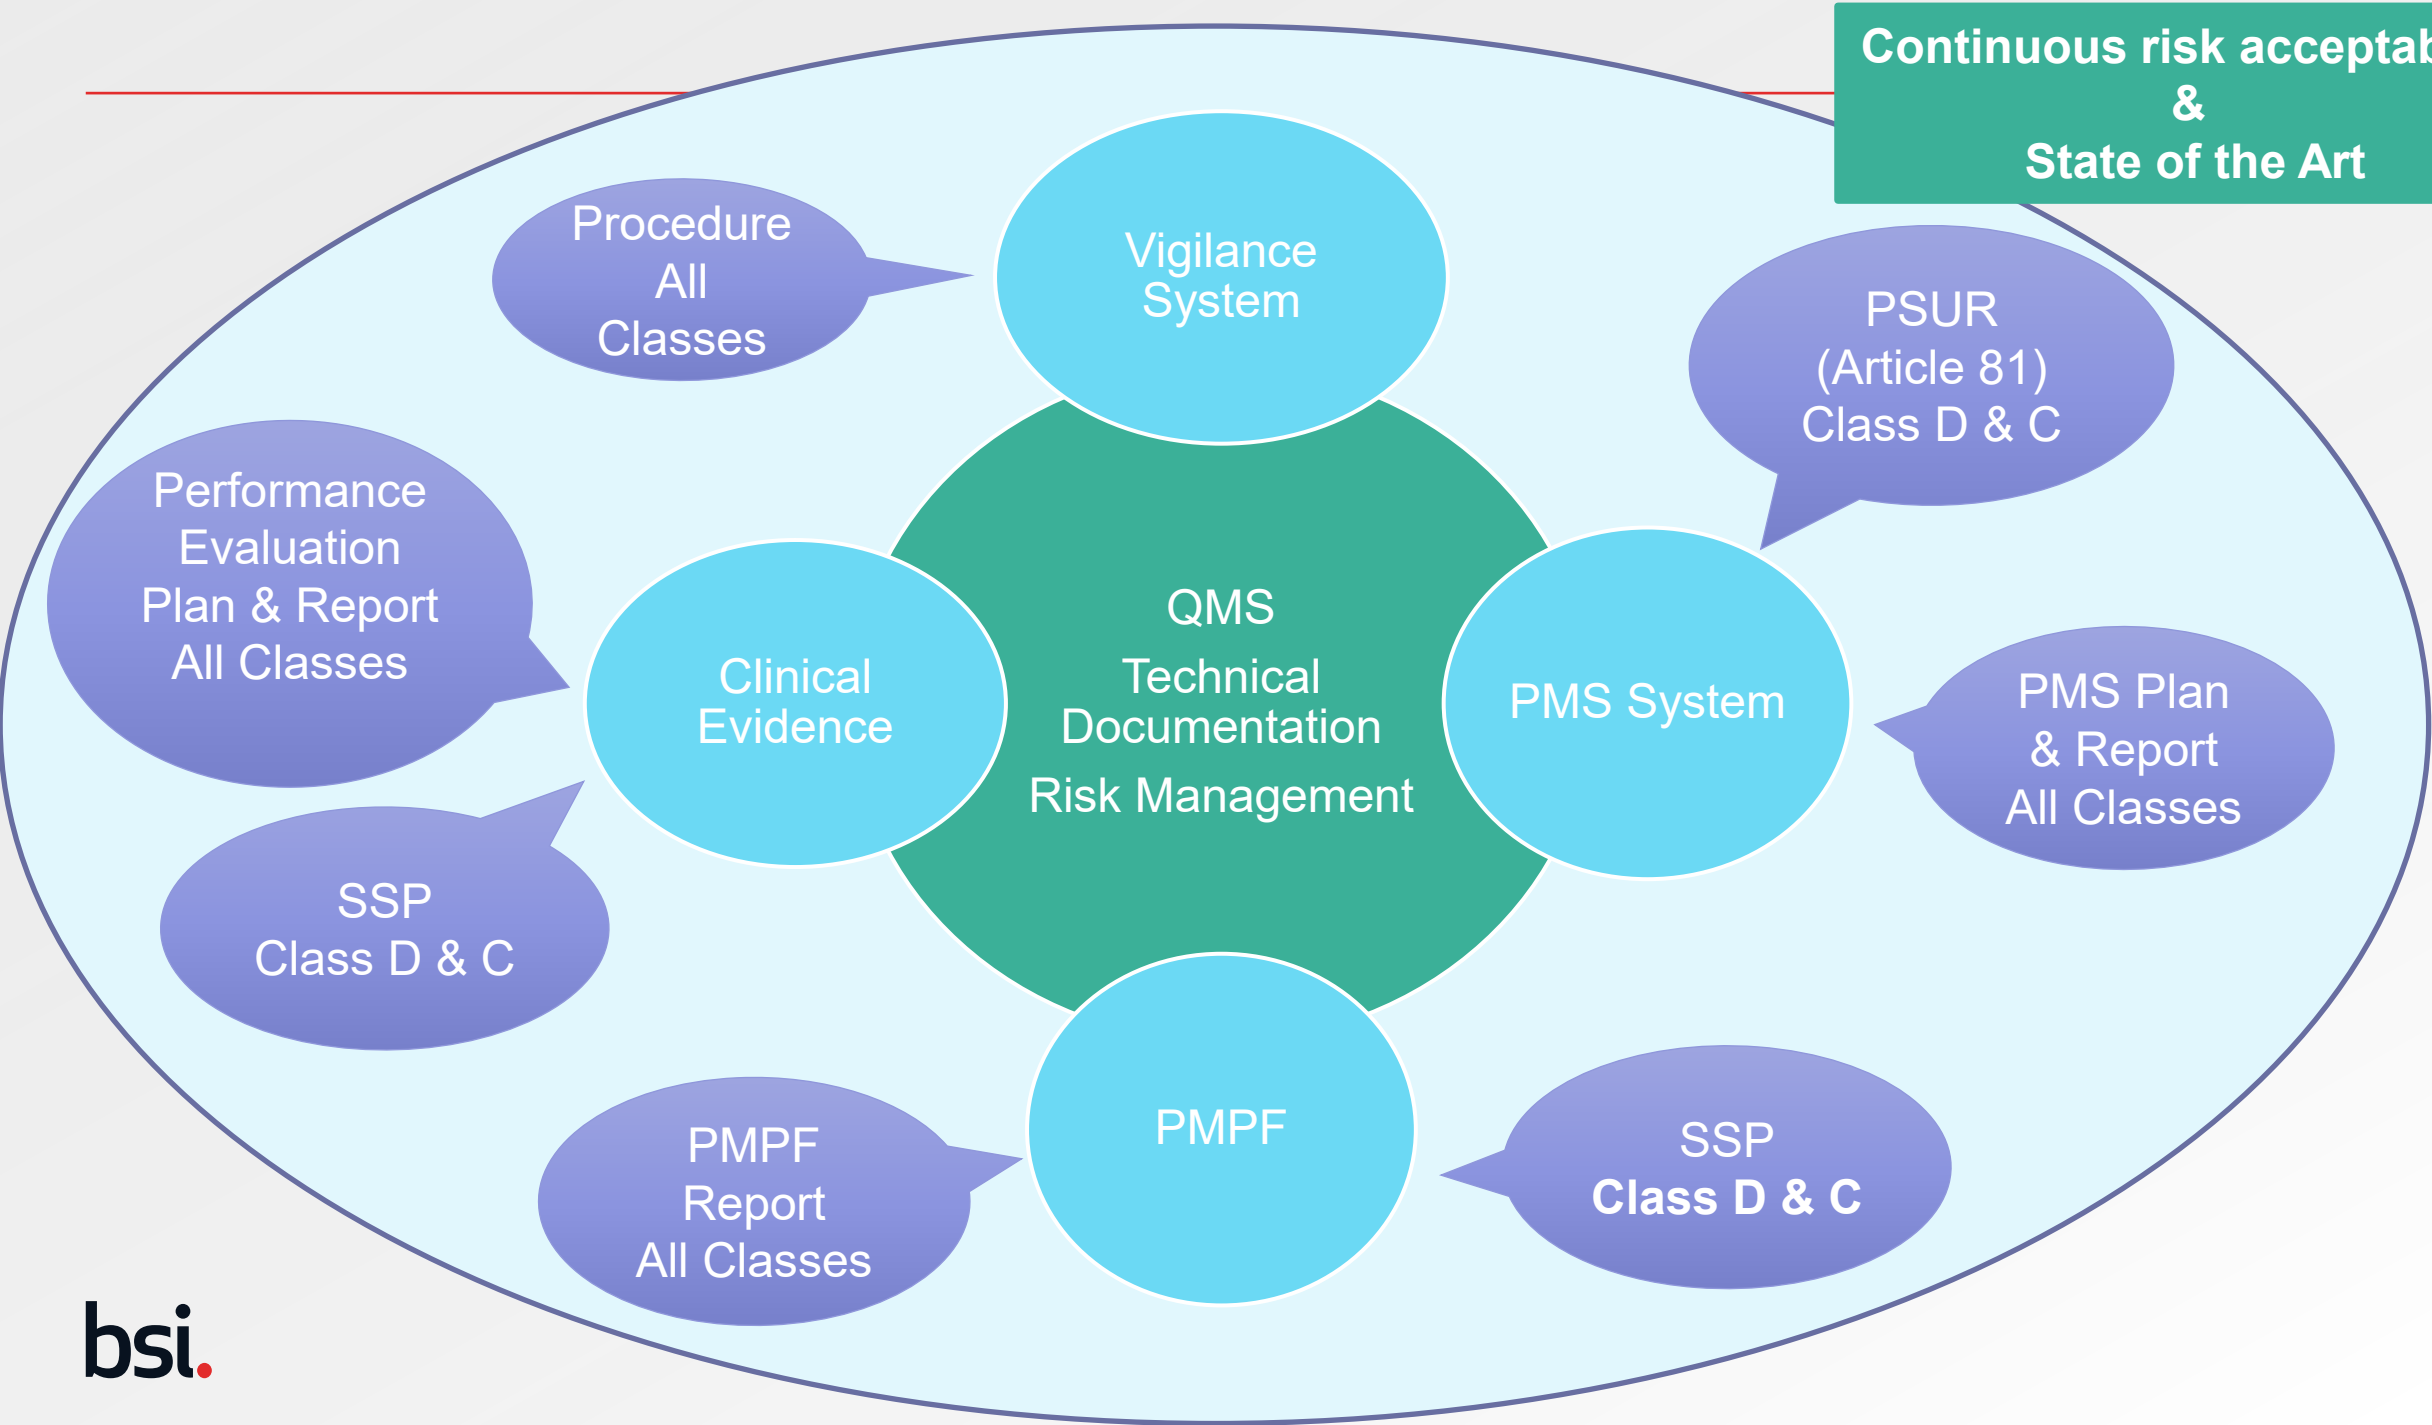 Continuous risk acceptab
&
State of the Art
Procedure
All
Classes
Vigilance
System
PSUR
(Article 81)
Class D & C
Performance
Evaluation
Plan & Report
All Classes
Clinical
Evidence
QMS
Technical
Documentation
Risk Management
PMS System
PMS Plan
& Report
All Classes
SSP
Class D & C
PMPF
Report
All Classes
PMPF
SSP
Class D & C
bsi.